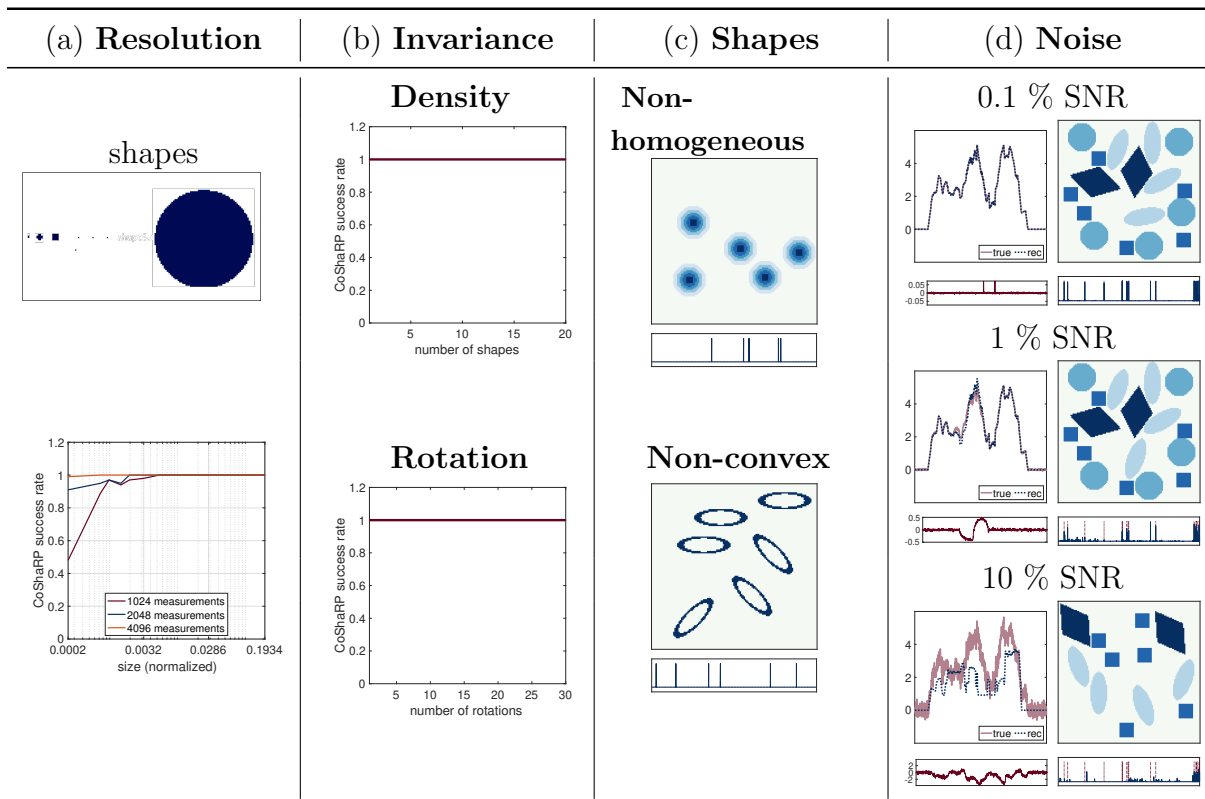 (a) Resolution
(b) Invariance
(c) Shapes
(d) Noise
shapes
1.2
1
0.8
0.6
0.4
0.2
0
CoShaRP success rate
1024 measurements
2048 measurements
4096 measurements
0.0002 0.0032 0.0286 0.1934
size (normalized)
Density
1.2
1
0.8
0.6
0.4
0.2
0
CoShaRP success rate
5 10 15 20
number of shapes
Rotation
1.2
1
0.8
0.6
0.4
0.2
0
CoShaRP success rate
5 10 15 20 25 30
number of rotations
Non-
homogeneous
Non-convex
0.1 % SNR
4
2
0
true rec
0.05
-0.05
1 % SNR
4
2
0
true rec
0.5
0
-0.5
10 % SNR
4
2
0
true rec
2
0
-2